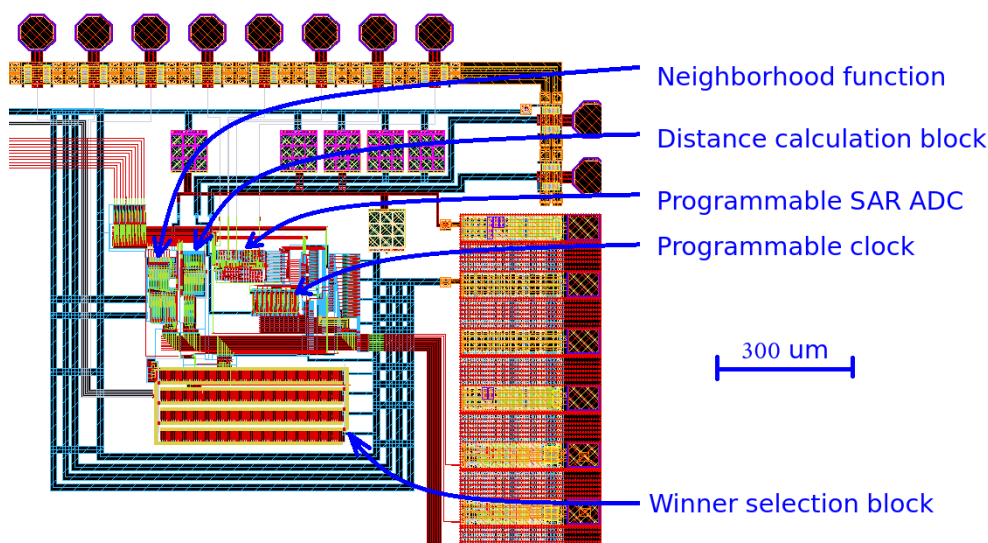 Neighborhood function
Distance calculation block
Programmable SAR ADC
Programmable clock
300 um
Winner selection block